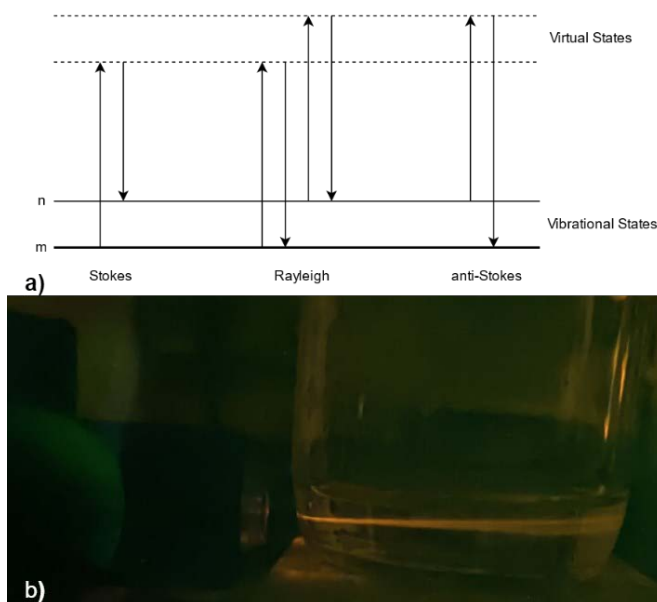 Virtual States
n
Vibrational States
m
a)
Stokes
Rayleigh
anti-Stokes
b)